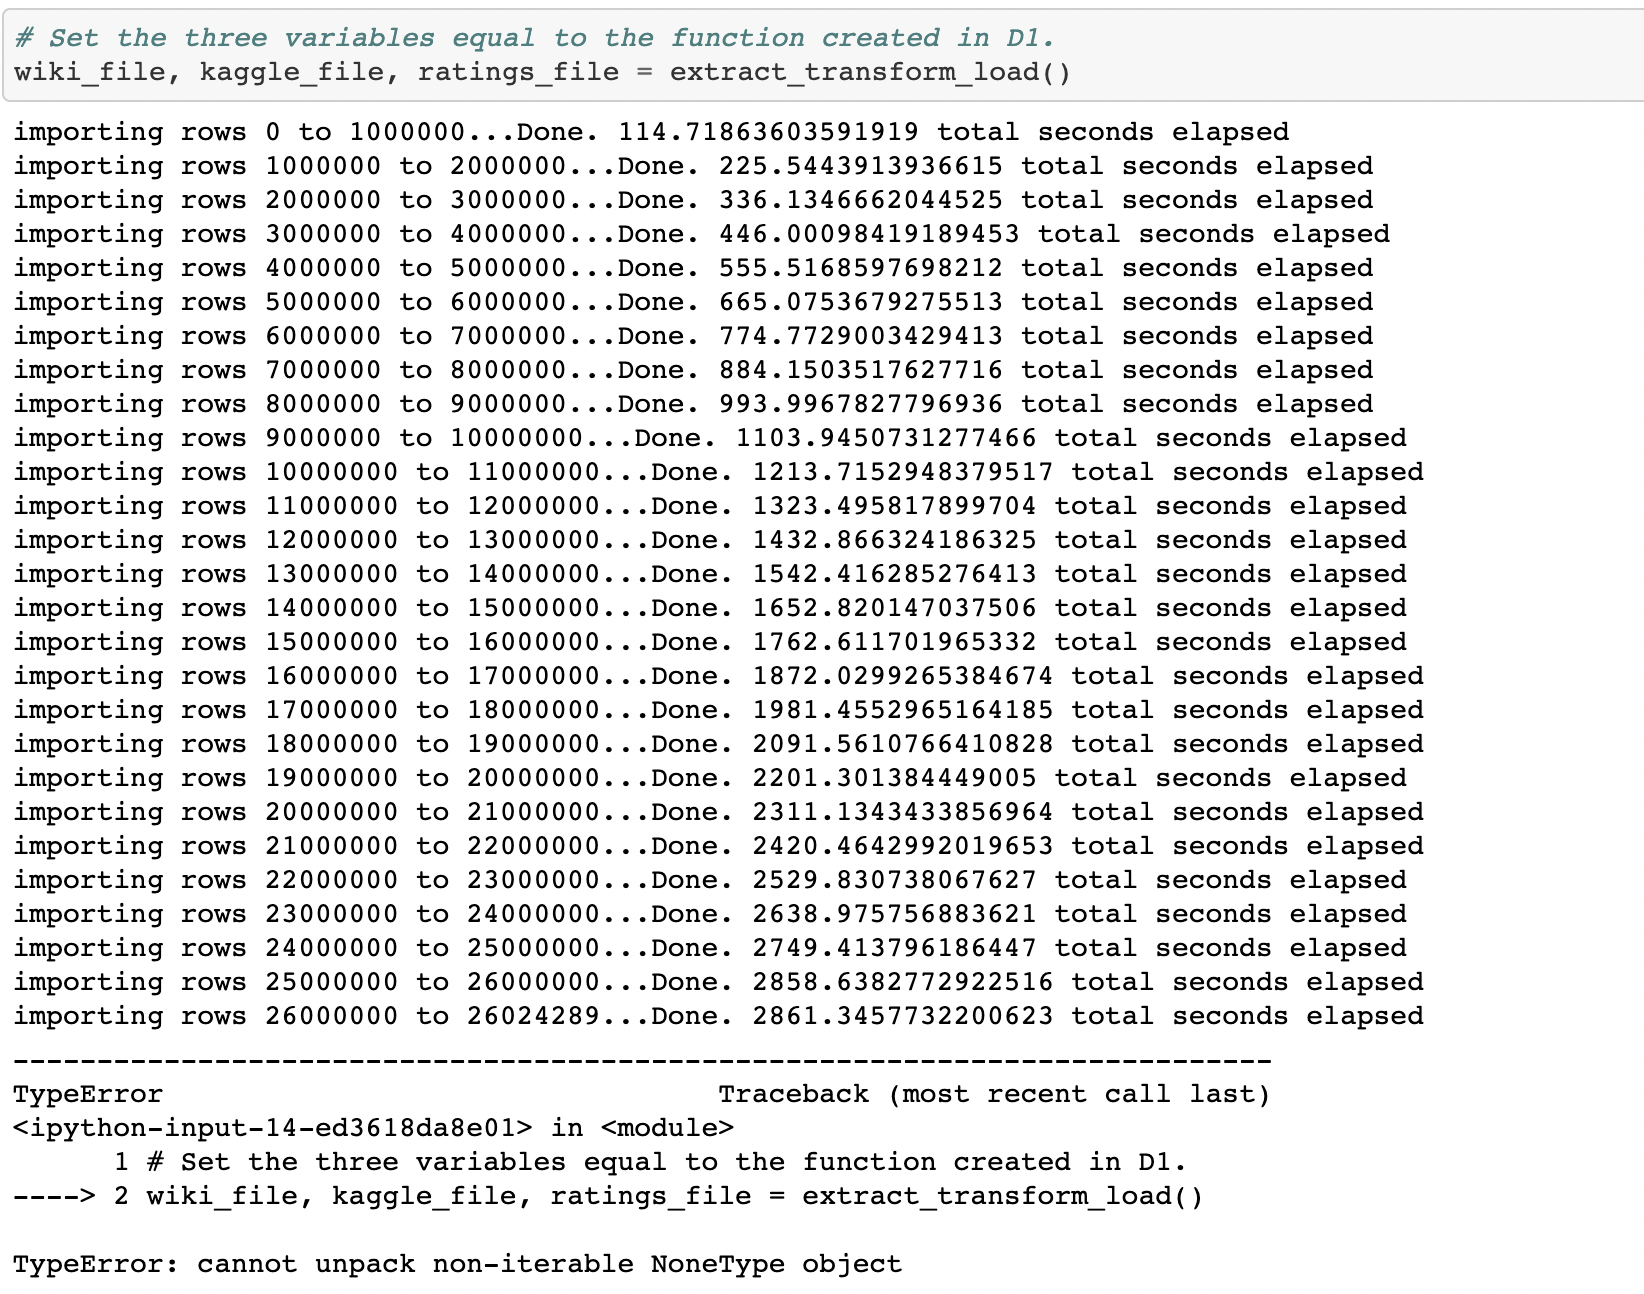 # Set the three variables equal to the function created in D1.
wiki_file, kaggle_file, ratings_file = extract_transform_load()
importing rows 0 to 1000000...Done. 114.71863603591919 total seconds elapsed
importing rows 1000000 to 2000000...Done. 225.5443913936615 total seconds elapsed
importing rows 2000000 to 3000000...Done. 336.1346662044525 total seconds elapsed
importing rows 3000000 to 4000000...Done. 446.00098419189453 total seconds elapsed
importing rows 4000000 to 5000000...Done. 555.5168597698212 total seconds elapsed
importing rows 5000000 to 6000000...Done. 665.0753679275513 total seconds elapsed
importing rows 6000000 to 7000000...Done. 774.7729003429413 total seconds elapsed
importing rows 7000000 to 8000000...Done. 884.1503517627716 total seconds elapsed
importing rows 8000000 to 9000000...Done. 993.9967827796936 total seconds elapsed
importing rows 9000000 to 10000000...Done. 1103.9450731277466 total seconds elapsed
importing rows 10000000 to 11000000...Done. 1213.7152948379517 total seconds elapsed
importing rows 11000000 to 12000000...Done. 1323.495817899704 total seconds elapsed
importing rows 12000000 to 13000000...Done. 1432.866324186325 total seconds elapsed
importing rows 13000000 to 14000000...Done. 1542.416285276413 total seconds elapsed
importing rows 14000000 to 15000000...Done. 1652.820147037506 total seconds elapsed
importing rows 15000000 to 16000000...Done. 1762.611701965332 total seconds elapsed
importing rows 16000000 to 17000000...Done. 1872.0299265384674 total seconds elapsed
importing rows 17000000 to 18000000...Done. 1981.4552965164185 total seconds elapsed
importing rows 18000000 to 19000000...Done. 2091.5610766410828 total seconds elapsed
importing rows 19000000 to 20000000...Done. 2201.301384449005 total seconds elapsed
importing rows 20000000 to 21000000...Done. 2311.1343433856964 total seconds elapsed
importing rows 21000000 to 22000000...Done. 2420.4642992019653 total seconds elapsed
importing rows 22000000 to 23000000...Done. 2529.830738067627 total seconds elapsed
importing rows 23000000 to 24000000...Done. 2638.975756883621 total seconds elapsed
importing rows 24000000 to 25000000...Done. 2749.413796186447 total seconds elapsed
importing rows 25000000 to 26000000...Done. 2858.6382772922516 total seconds elapsed
importing rows 26000000 to 26024289...Done. 2861.3457732200623 total seconds elapsed
---------------------------------------------------------------------------
TypeError                                 Traceback (most recent call last)
<ipython-input-14-ed3618da8e01> in <module>
      1 # Set the three variables equal to the function created in D1.
----> 2 wiki_file, kaggle_file, ratings_file = extract_transform_load()
TypeError: cannot unpack non-iterable NoneType object